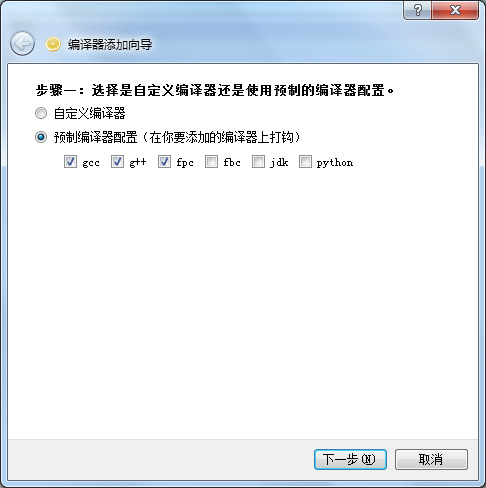 编译器添加向导
步骤一：选择是自定义编译器还是使用预制的编译器配置。
自定义编译器
预制编译器配置（在你要添加的编译器上打钩）
gcc g++ fpc fbc jdk python
下一步(N) 取消